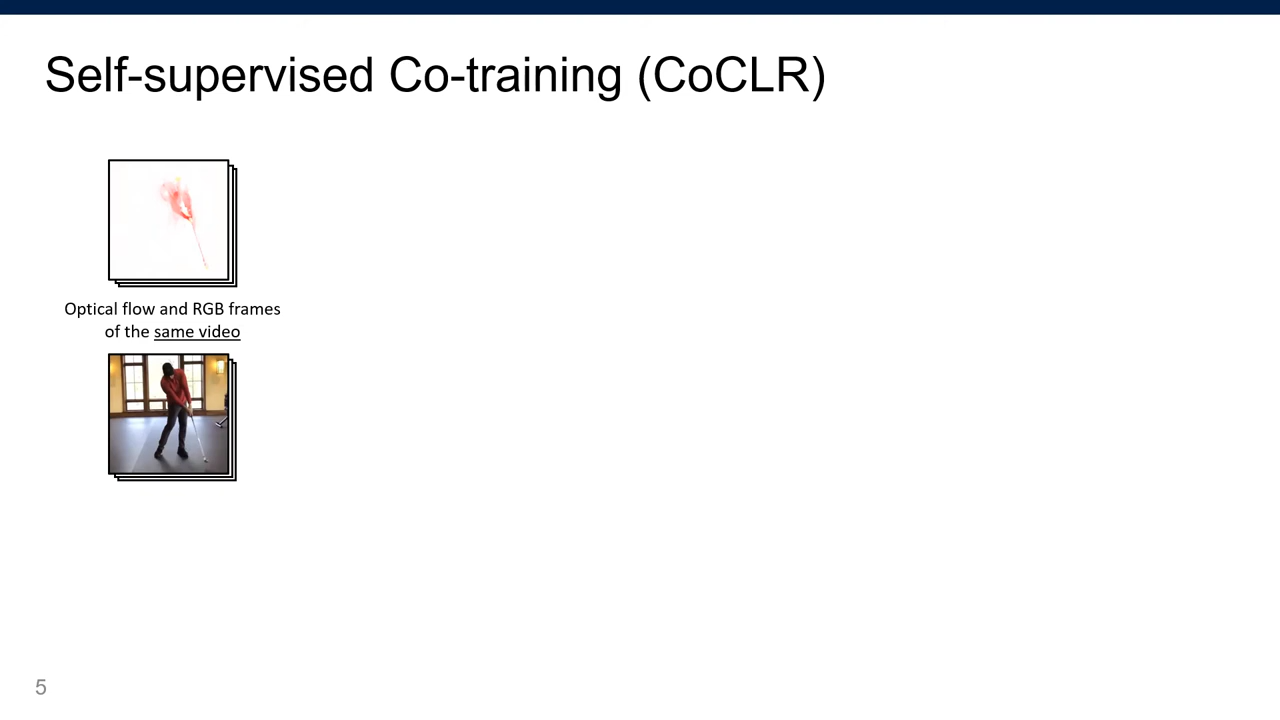 Self-supervised Co-training (CoCLR)
Optical flow and RGB frames
of the same video
5